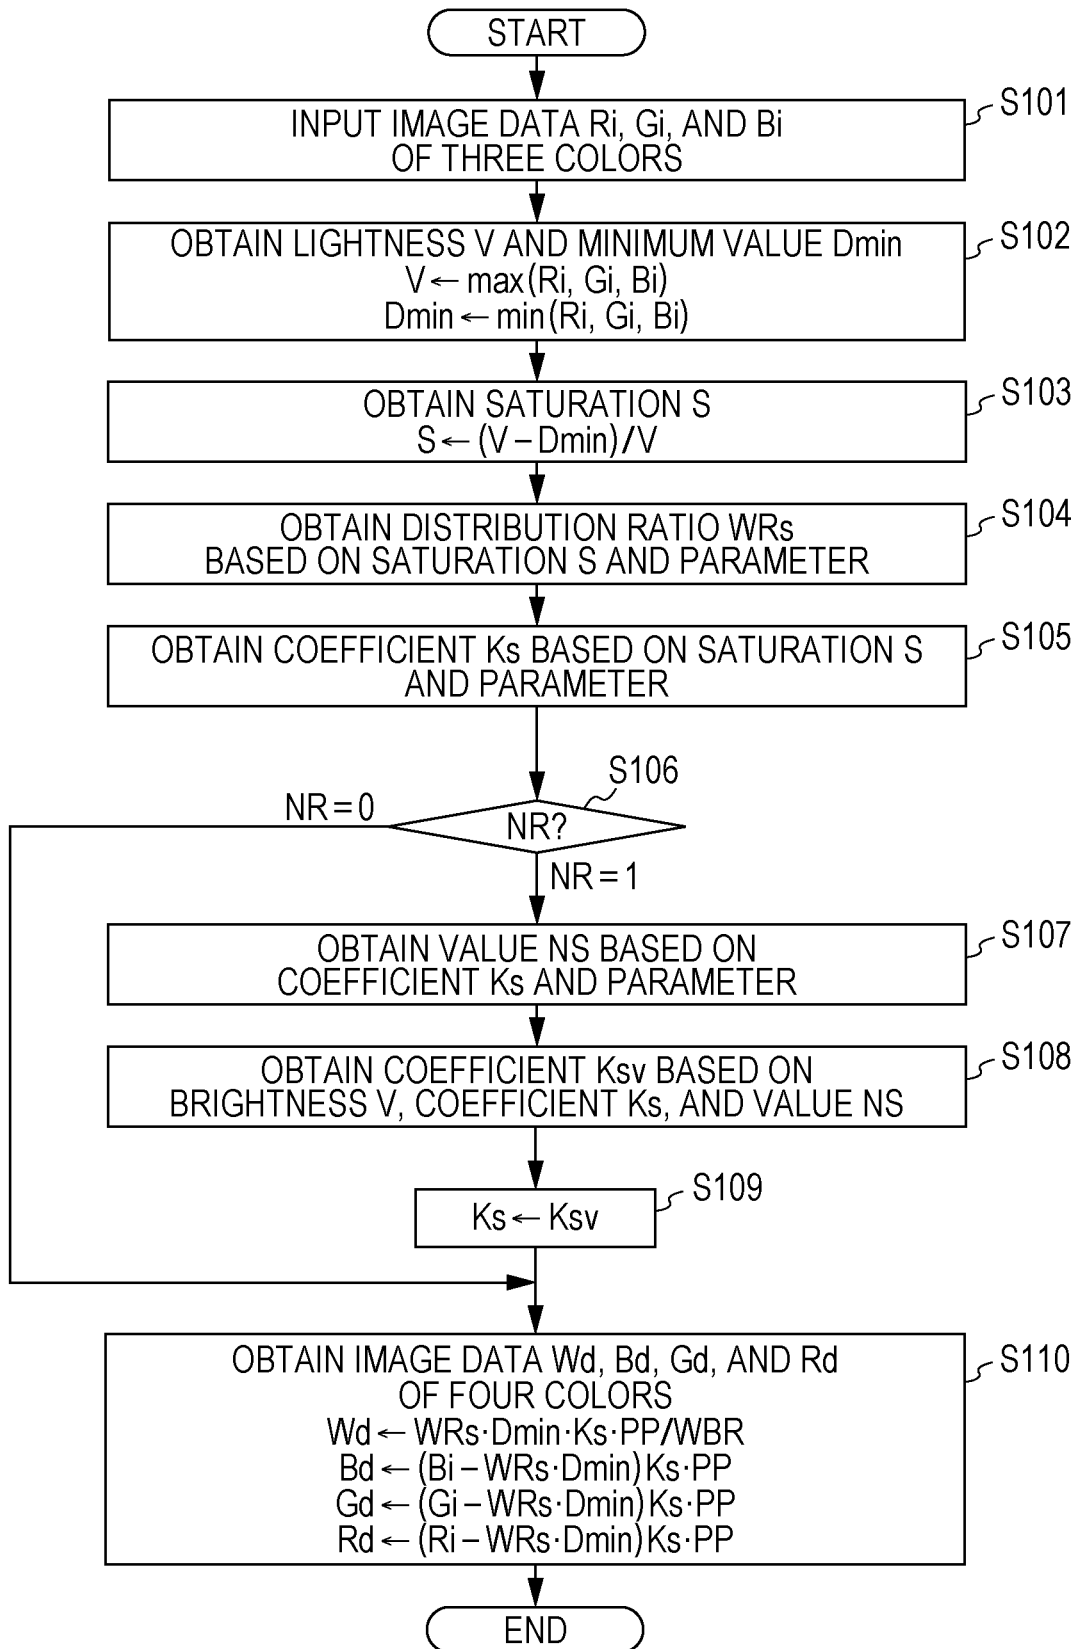 START
INPUT IMAGE DATA Ri, Gi, AND Bi
OF THREE COLORS
S101
OBTAIN LIGHTNESS V AND MINIMUM VALUE Dmin
V ← max(Ri, Gi, Bi)
Dmin ← min(Ri, Gi, Bi)
S102
OBTAIN SATURATION S
S ← (V – Dmin)/V
S103
OBTAIN DISTRIBUTION RATIO WRs
BASED ON SATURATION S AND PARAMETER
S104
OBTAIN COEFFICIENT Ks BASED ON SATURATION S
AND PARAMETER
S105
S106
NR?
NR = 0
NR = 1
OBTAIN VALUE NS BASED ON
COEFFICIENT Ks AND PARAMETER
S107
OBTAIN COEFFICIENT Ksv BASED ON
BRIGHTNESS V, COEFFICIENT Ks, AND VALUE NS
S108
Ks ← Ksv
S109
OBTAIN IMAGE DATA Wd, Bd, Gd, AND Rd
OF FOUR COLORS
Wd ← WRs·Dmin·Ks·PP/WBR
Bd ← (Bi – WRs·Dmin)Ks·PP
Gd ← (Gi – WRs·Dmin)Ks·PP
Rd ← (Ri – WRs·Dmin)Ks·PP
S110
END